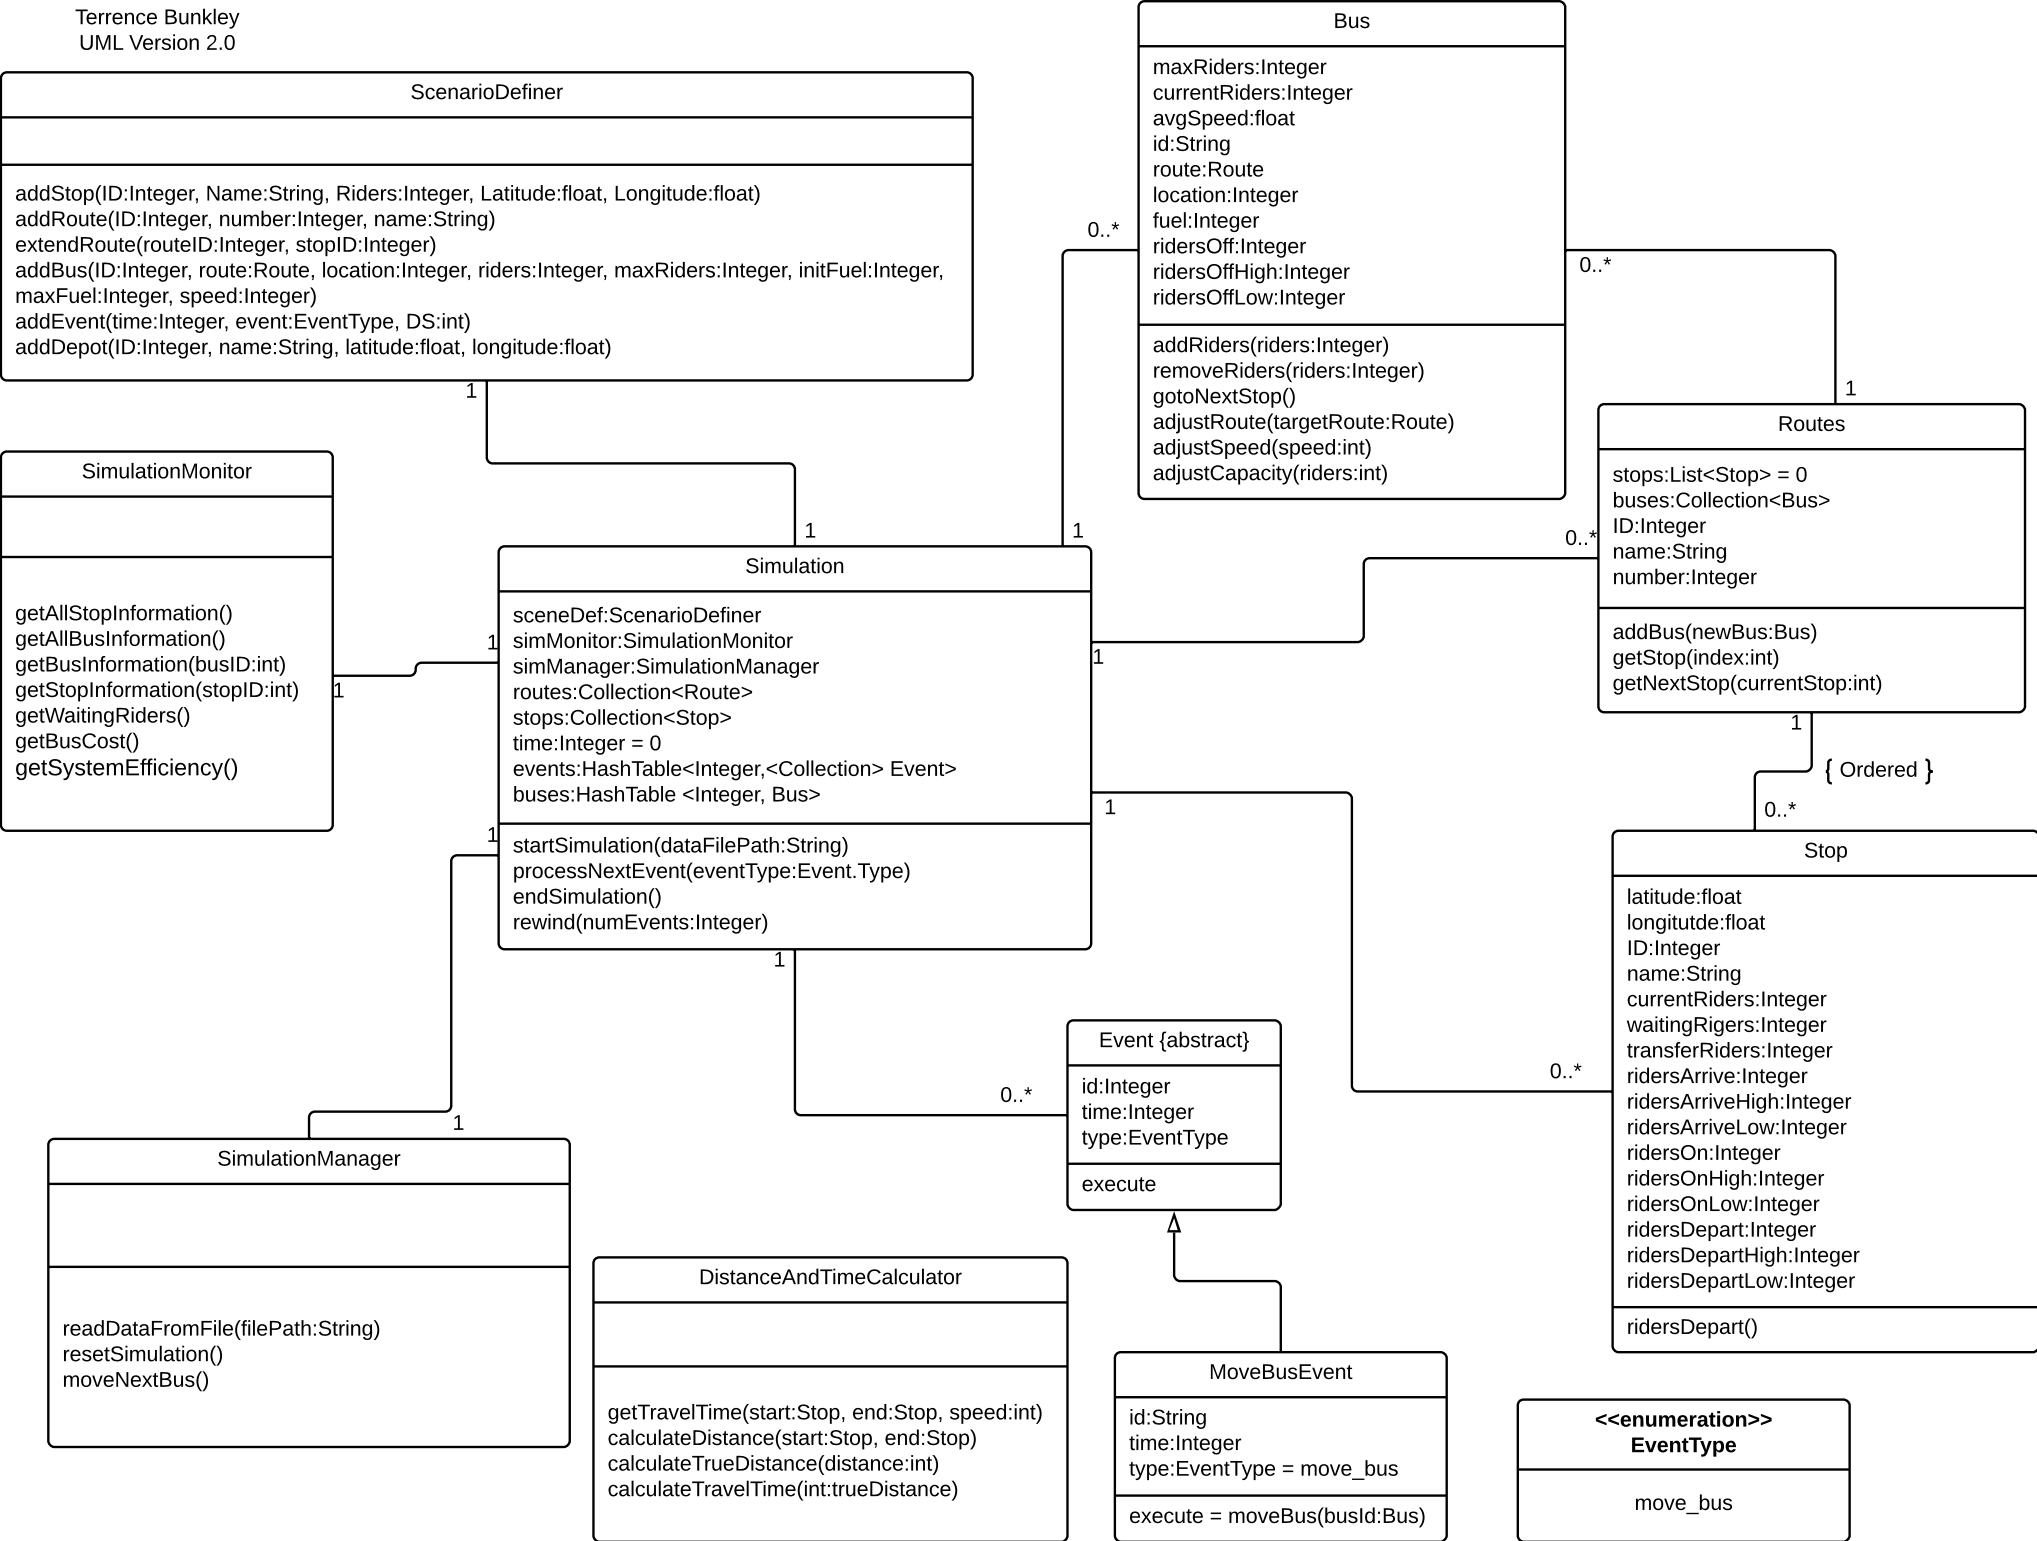 Terrence Bunkley
UML Version 2.0
ScenarioDefiner
addStop(ID:Integer, Name:String, Riders:Integer, Latitude:float, Longitude:float)
addRoute(ID:Integer, number:Integer, name:String)
extendRoute(routeID:Integer, stopID:Integer)
addBus(ID:Integer, route:Route, location:Integer, riders:Integer, maxRiders:Integer, initFuel:Integer,
maxFuel:Integer, speed:Integer)
addEvent(time:Integer, event:EventType, DS:int)
addDepot(ID:Integer, name:String, latitude:float, longitude:float)
1
1
Bus
maxRiders:Integer
currentRiders:Integer
avgSpeed:float
id:String
route:Route
location:Integer
fuel:Integer
ridersOff:Integer
ridersOffHigh:Integer
ridersOffLow:Integer
addRiders(riders:Integer)
removeRiders(riders:Integer)
gotoNextStop()
adjustRoute(targetRoute:Route)
adjustSpeed(speed:int)
adjustCapacity(riders:int)
0..*
1
0..*
1
SimulationMonitor
getAllStopInformation()
getAllBusInformation()
getBusInformation(busID:int)
getStopInformation(stopID:int)
getWaitingRiders()
getBusCost()
getSystemEfficiency()
1
1
Simulation
sceneDef:ScenarioDefiner
simMonitor:SimulationMonitor
simManager:SimulationManager
routes:Collection<Route>
stops:Collection<Stop>
time:Integer = 0
events:HashTable<Integer,<Collection> Event>
buses:HashTable <Integer, Bus>
startSimulation(dataFilePath:String)
processNextEvent(eventType:Event.Type)
endSimulation()
rewind(numEvents:Integer)
0..*
1
Routes
stops:List<Stop> = 0
buses:Collection<Bus>
ID:Integer
name:String
number:Integer
addBus(newBus:Bus)
getStop(index:int)
getNextStop(currentStop:int)
1
{ Ordered }
0..*
1
0..*
Stop
latitude:float
longitutde:float
ID:Integer
name:String
currentRiders:Integer
waitingRigers:Integer
transferRiders:Integer
ridersArrive:Integer
ridersArriveHigh:Integer
ridersArriveLow:Integer
ridersOn:Integer
ridersOnHigh:Integer
ridersOnLow:Integer
ridersDepart:Integer
ridersDepartHigh:Integer
ridersDepartLow:Integer
ridersDepart()
1
1
SimulationManager
readDataFromFile(filePath:String)
resetSimulation()
moveNextBus()
1
0..*
Event {abstract}
id:Integer
time:Integer
type:EventType
execute
DistanceAndTimeCalculator
getTravelTime(start:Stop, end:Stop, speed:int)
calculateDistance(start:Stop, end:Stop)
calculateTrueDistance(distance:int)
calculateTravelTime(int:trueDistance)
MoveBusEvent
id:String
time:Integer
type:EventType = move_bus
execute = moveBus(busId:Bus)
<<enumeration>>
EventType
move_bus